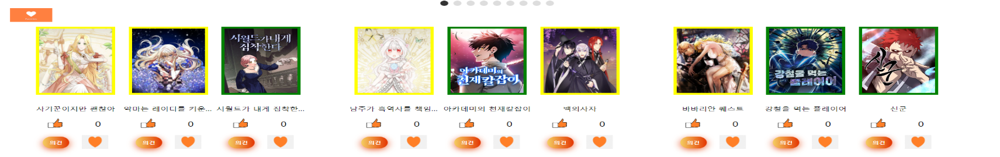 시월드가 내게
집착한다
아카데미의
천재칼잡이
강철을 먹는
플레이어
신군
사기꾼이지만 괜찮아
악마는 레이디를 키운...
시월드가 내게 집착한...
남주가 흑역사를 책임...
아카데미의 천재칼잡이
백의사자
바바리안 퀘스트
강철을 먹는 플레이어
신군
0
0
0
0
0
0
0
0
0
의견
의견
의견
의견
의견
의견
의견
의견
의견